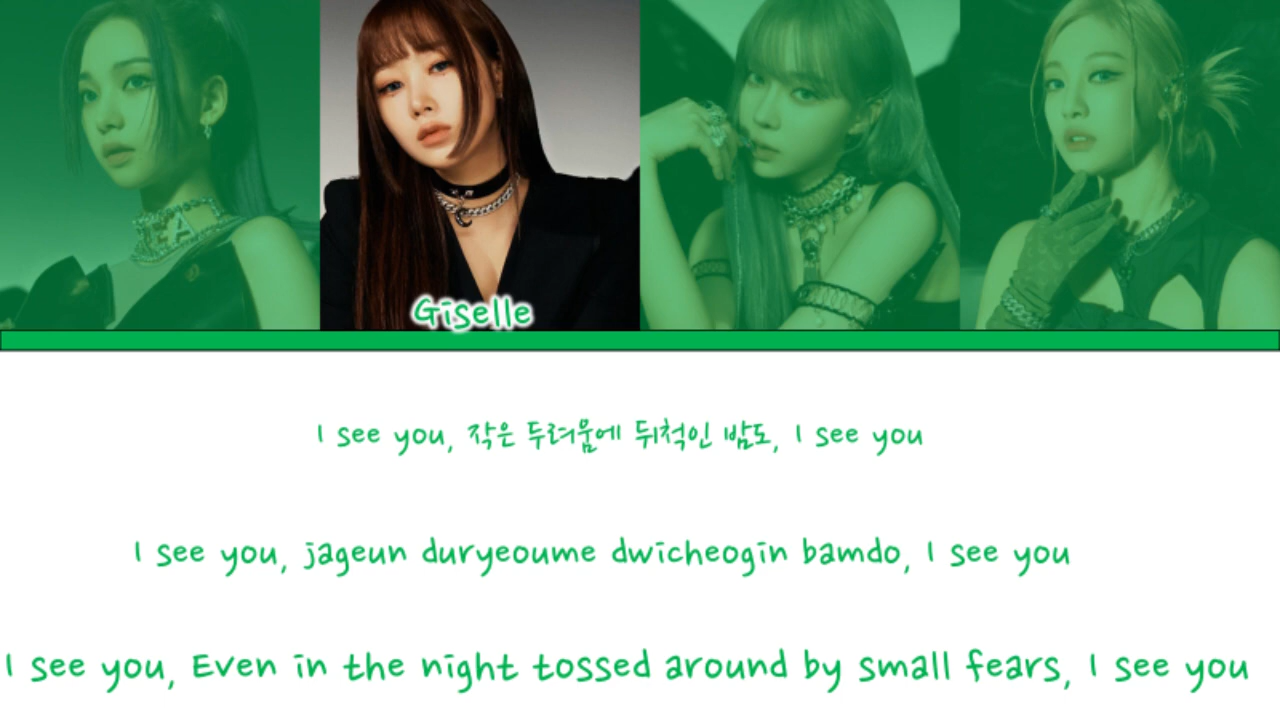 Giselle
I see you, 작은 두려움에 뒤척인 밤도, I see you
I see you, jageun duryeoume dwicheogin bamdo, I see you
I see you, Even in the night tossed around by small fears, I see you